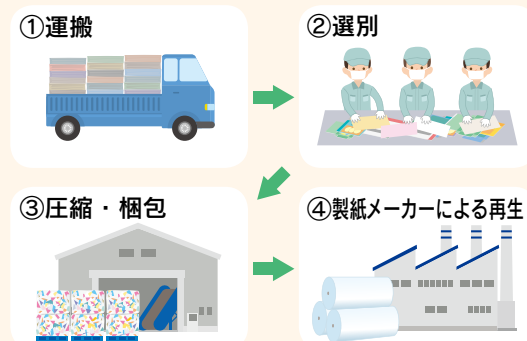 ①運搬
②選別
③圧縮・梱包
④製紙メーカーによる再生